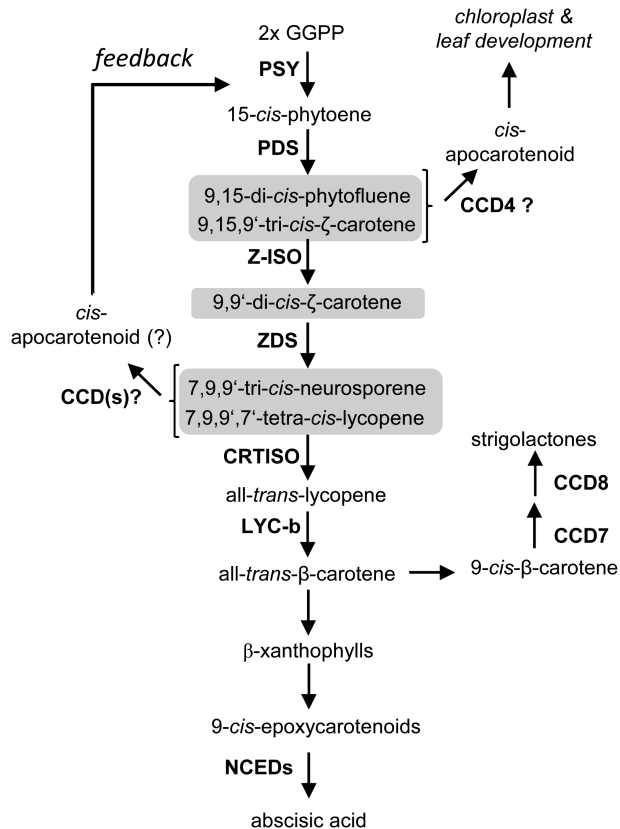 chloroplast &
leaf development
2x GGPP
feedback
PSY
15-cis-phytoene
cis-
apocarotenoid
PDS
9,15-di-cis-phytofluene
9,15,9‘-tri-cis-ζ-carotene
CCD4 ?
Z-ISO
9,9‘-di-cis-ζ-carotene
cis-
apocarotenoid (?)
ZDS
CCD(s)?
7,9,9‘-tri-cis-neurosporene
7,9,9‘,7‘-tetra-cis-lycopene
CRTISO
strigolactones
all-trans-lycopene
CCD8
LYC-b
CCD7
all-trans-β-carotene
9-cis-β-carotene
β-xanthophylls
9-cis-epoxycarotenoids
NCEDs
abscisic acid